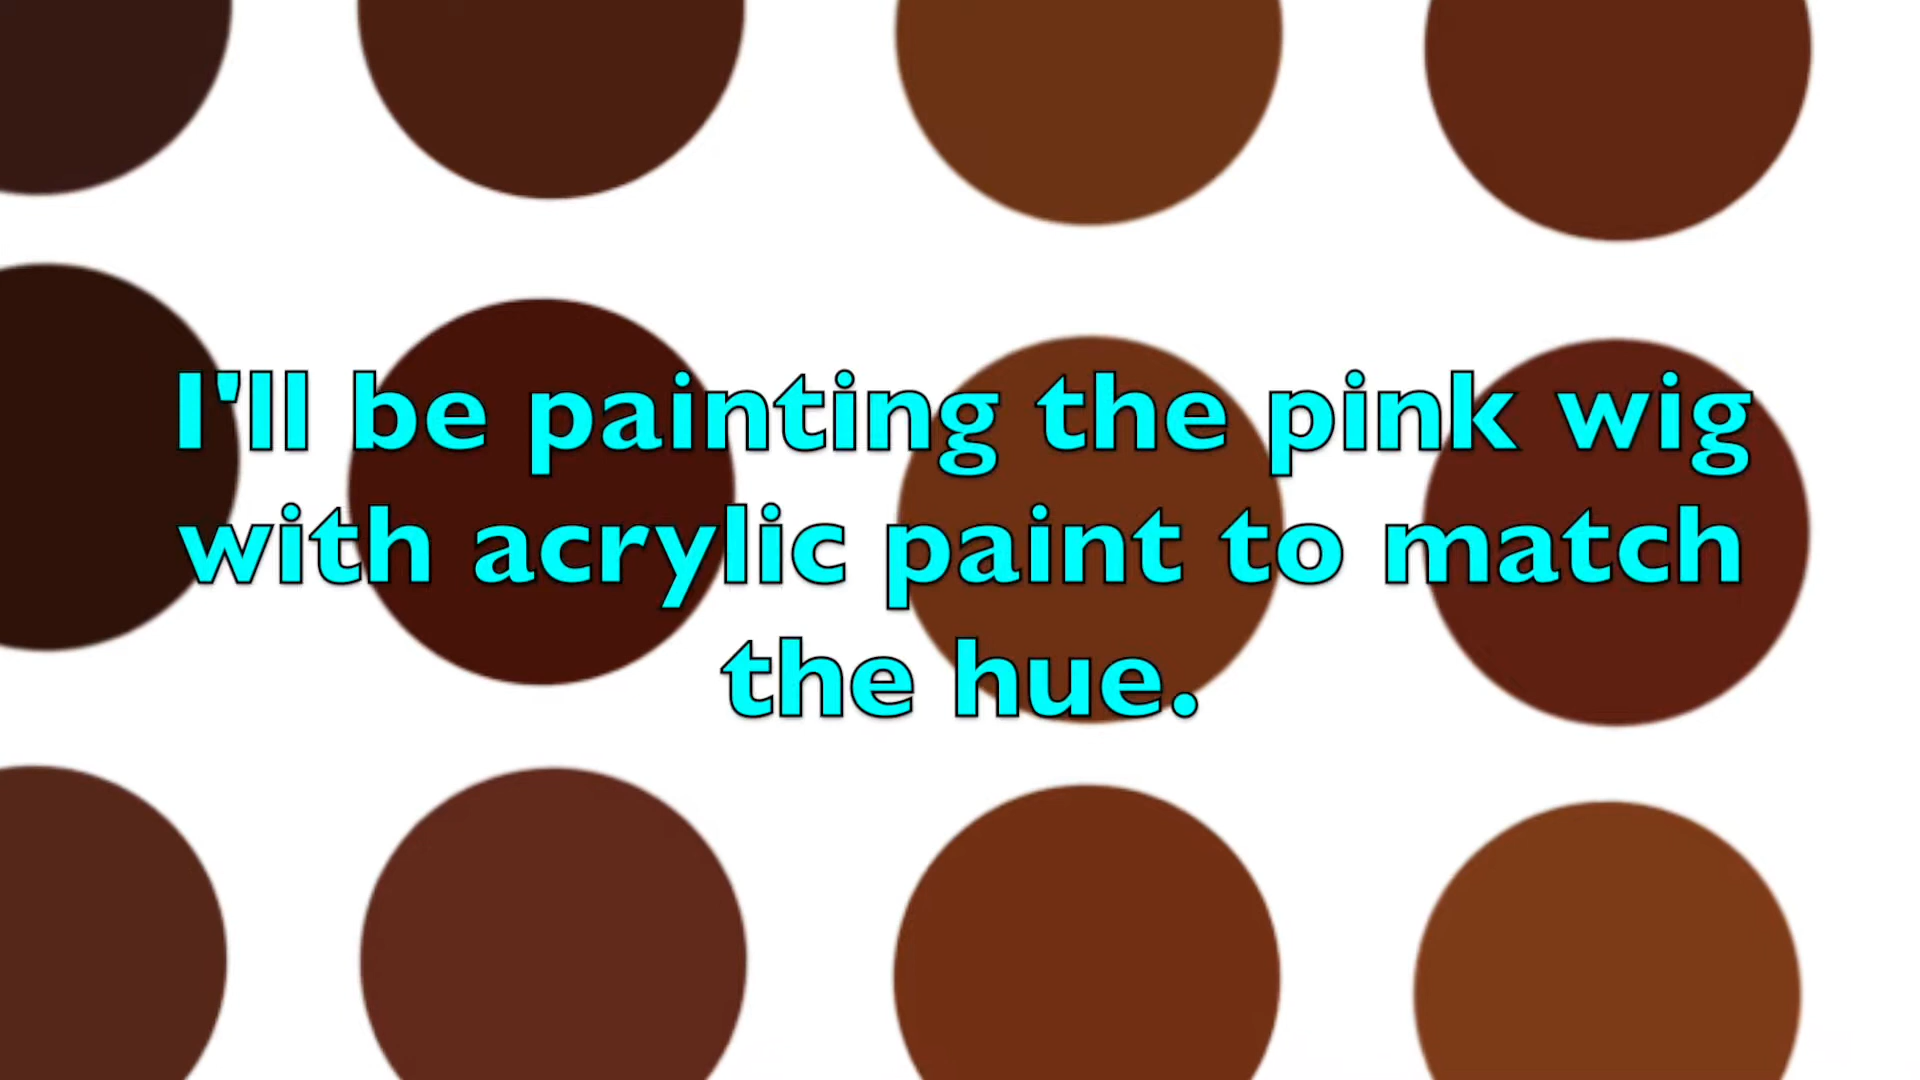 I'll be painting the pink wig
with acrylic paint to match
the hue.